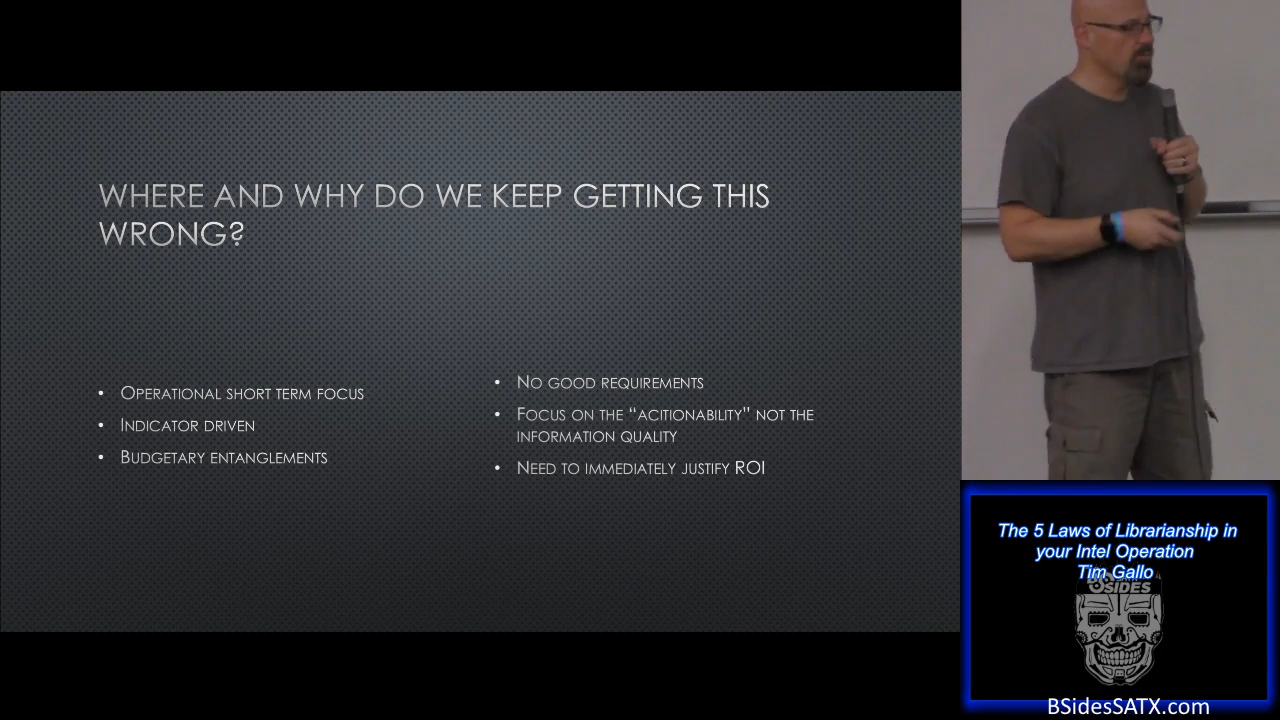 WHERE AND WHY DO WE KEEP GETTING THIS
WRONG?
• OPERATIONAL SHORT TERM FOCUS
• INDICATOR DRIVEN
• BUDGETARY ENTANGLEMENTS
• NO GOOD REQUIREMENTS
• FOCUS ON THE “ACITIONABILITY” NOT THE
INFORMATION QUALITY
• NEED TO IMMEDIATELY JUSTIFY ROI
The 5 Laws of Librarianship in
your Intel Operation
Tim Gallo
BSIDES
BSidesSATX.com